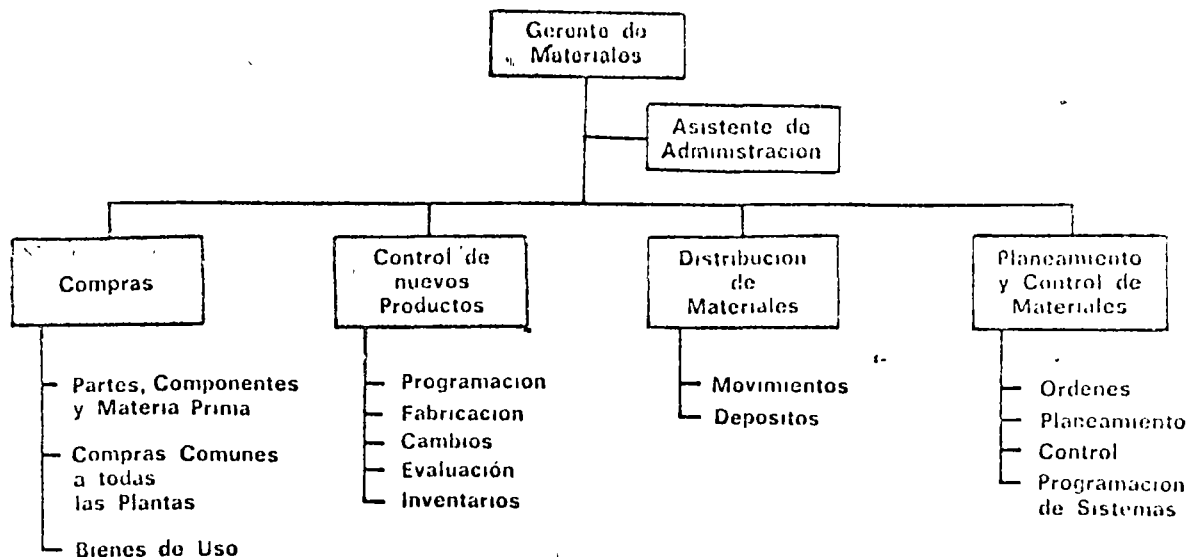 Gerente de
Materiales
Asistente de
Administracion
Compras
Control de
nuevos
Productos
Distribucion
de
Materiales
Planeamiento
y Control de
Materiales
Partes, Componentes
y Materia Prima
Compras Comunes
a todas
las Plantas
Bienes de Uso
Programacion
Fabricacion
Cambios
Evaluación
Inventarios
Movimientos
Depositos
Ordenes
Planeamiento
Control
Programacion
de Sistemas